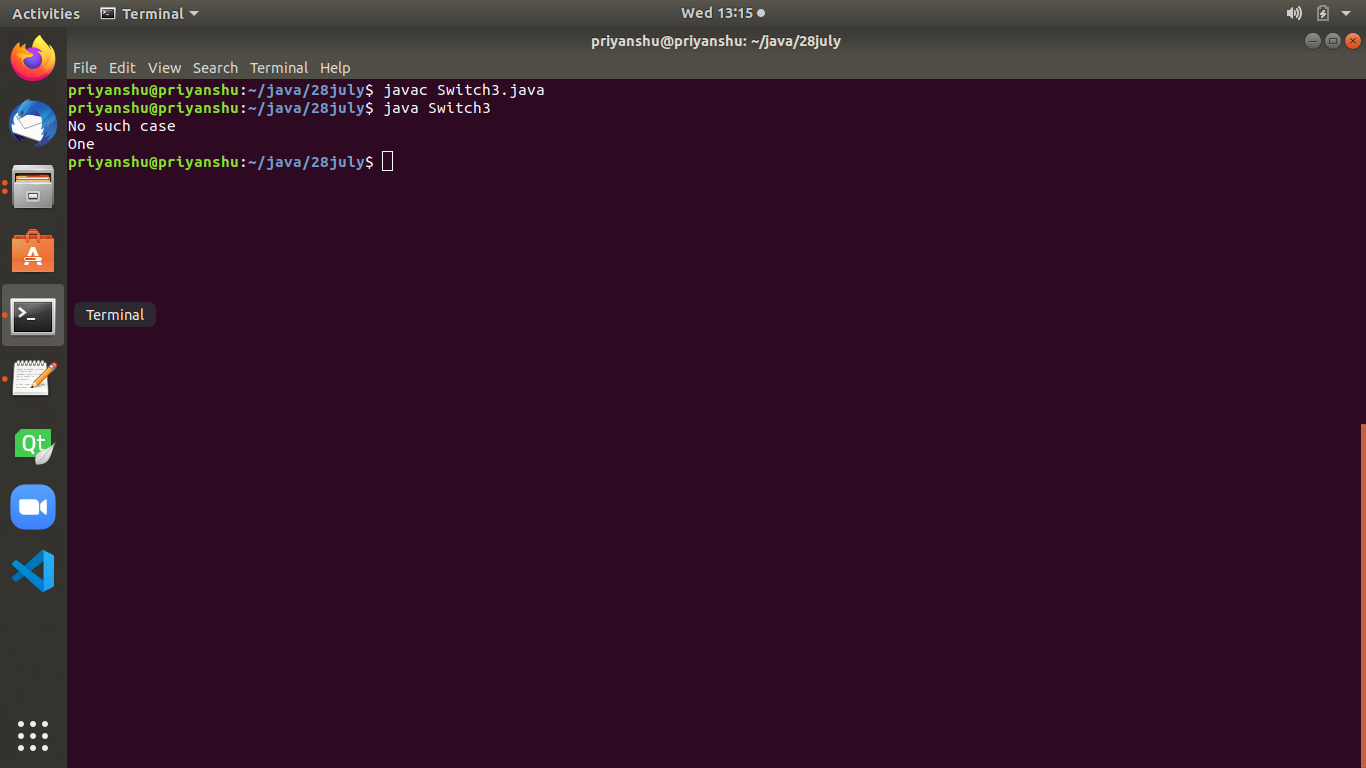 Activities Terminal Wed 13:15
priyanshu@priyanshu: ~/java/28july
File Edit View Search Terminal Help
priyanshu@priyanshu:~/java/28july$ javac Switch3.java
priyanshu@priyanshu:~/java/28july$ java Switch3
No such case
One
priyanshu@priyanshu:~/java/28july$
Terminal
Qt